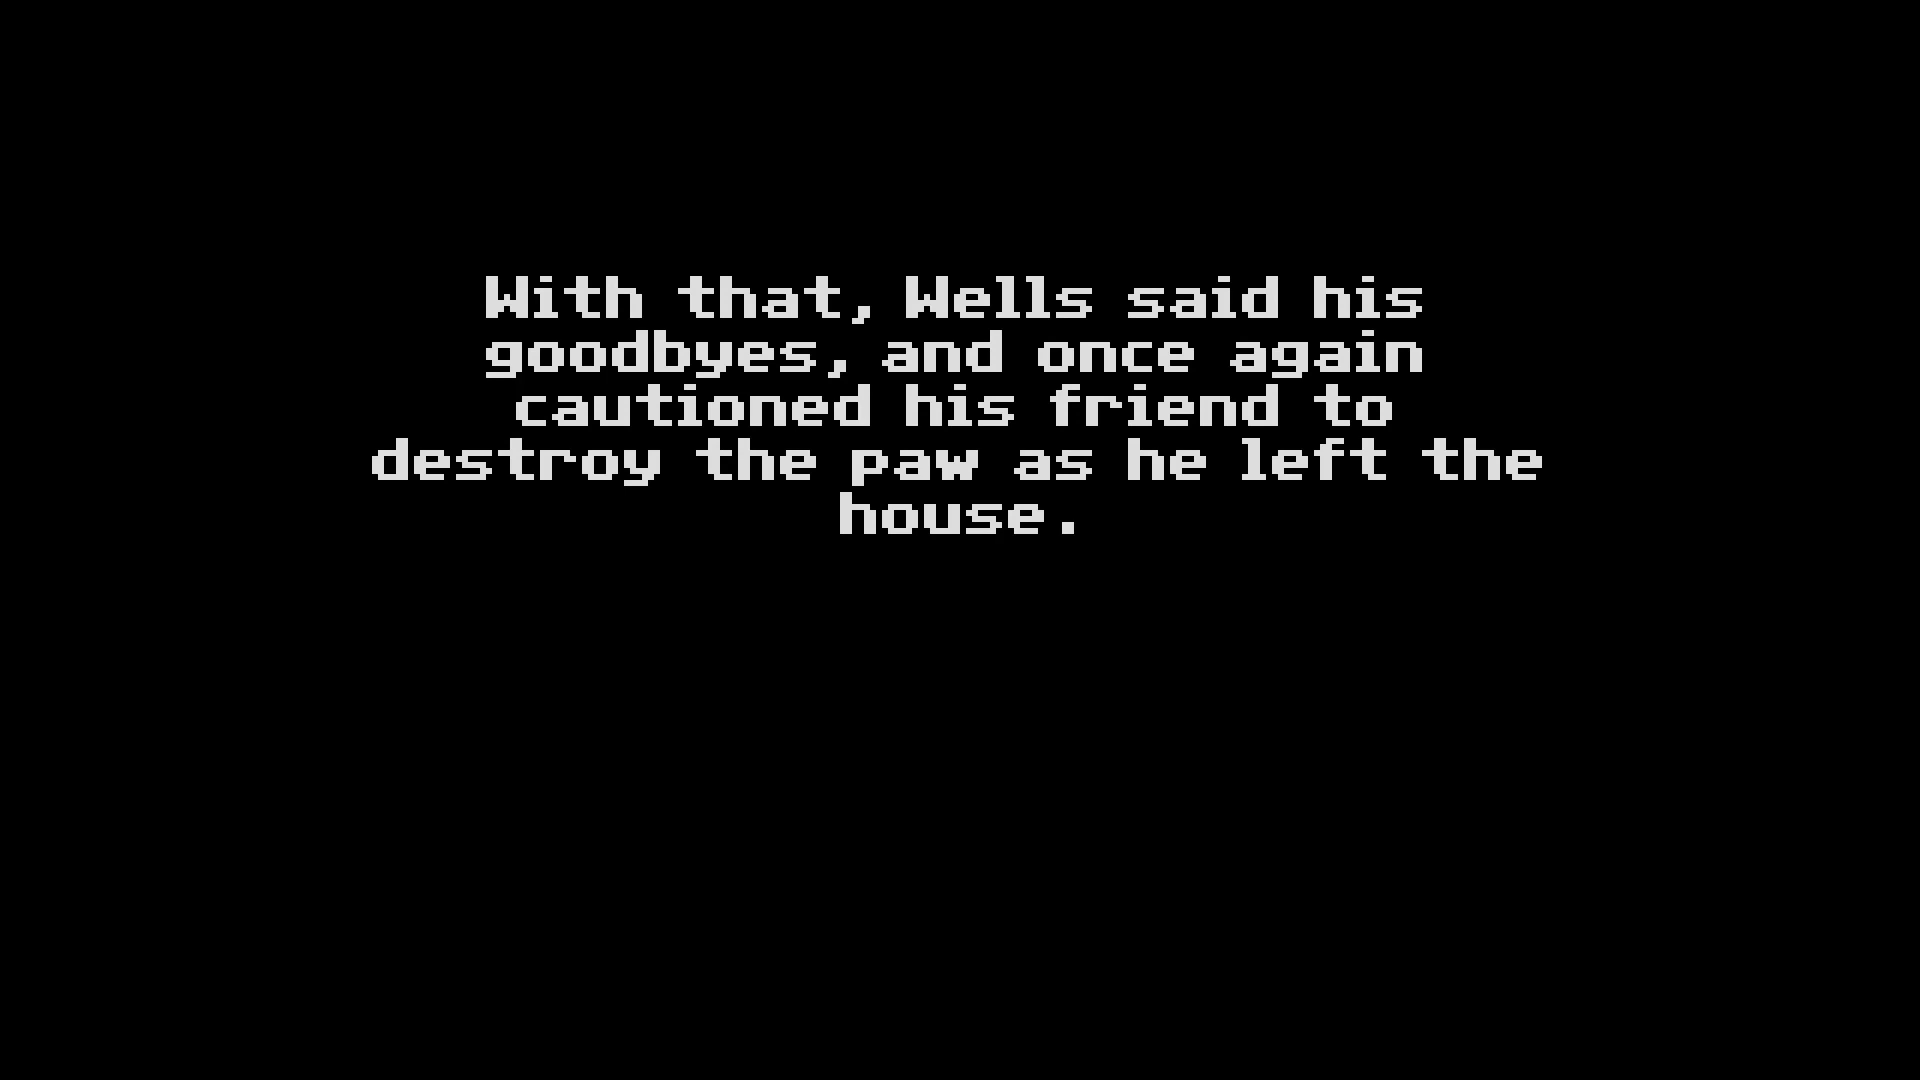 With that, Wells said his
goodbyes, and once again
cautioned his friend to
destroy the paw as he left the
house.